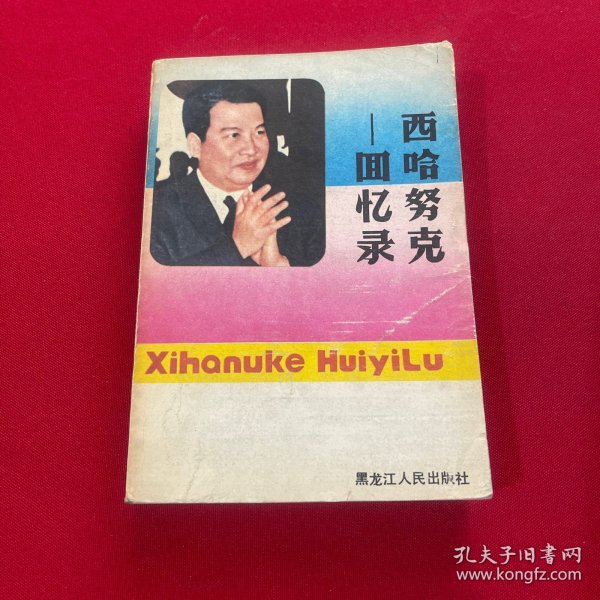 西哈努克
—回忆录
Xihanuke HuiyiLu
黑龙江人民出版社
孔夫子旧书网
www.kongfz.com